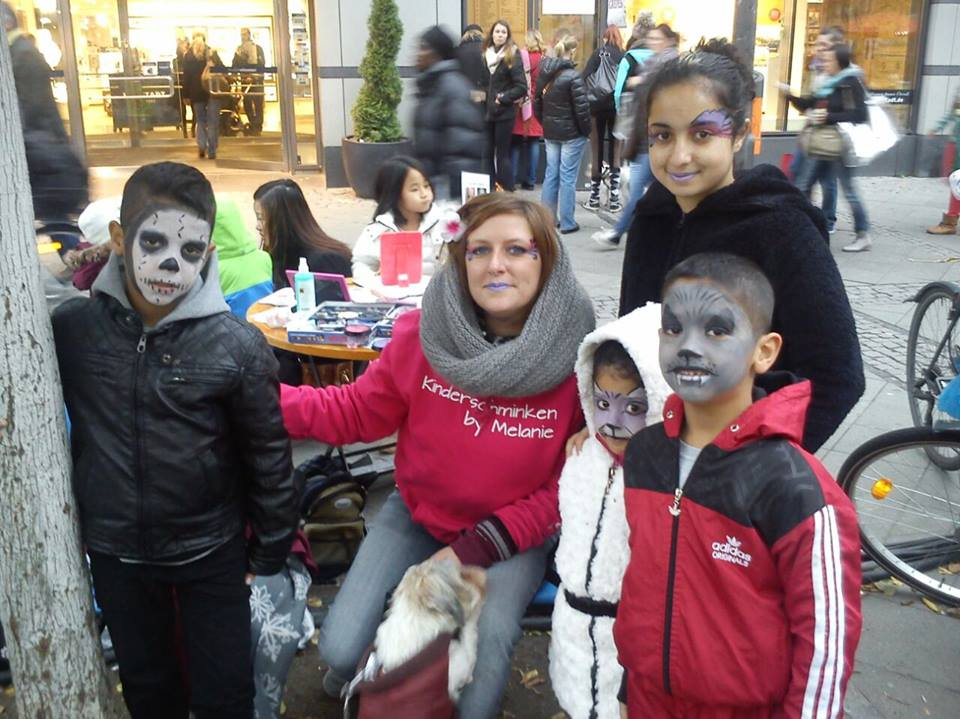 Kinderschminken
by Melanie
adidas
ORIGINALS